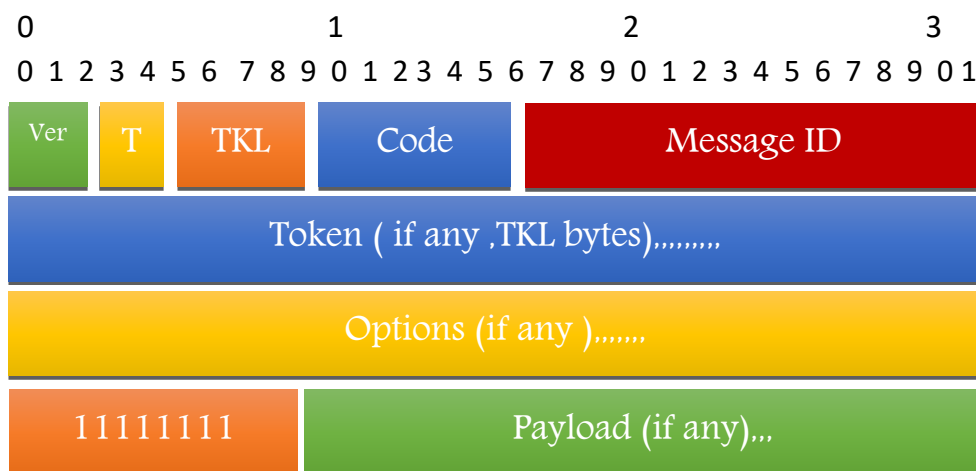 0 1 2 3
0 1 2 3 4 5 6 7 8 9 0 1 2 3 4 5 6 7 8 9 0 1 2 3 4 5 6 7 8 9 0 1
Ver T TKL Code Message ID
Token ( if any ,TKL bytes),,,,,,,,,
Options (if any ),,,,,,,
11111111 Payload (if any),,,